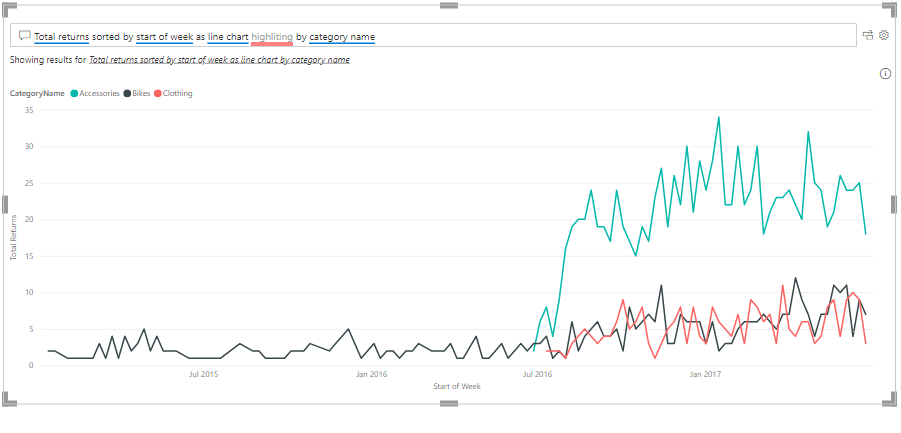 Total returns sorted by start of week as line chart highliting by category name
Showing results for Total returns sorted by start of week as line chart by category name
CategoryName Accessories Bikes Clothing
35
30
25
20
15
10
5
0
Total Returns
Jul 2015 Jan 2016 Jul 2016 Jan 2017
Start of Week